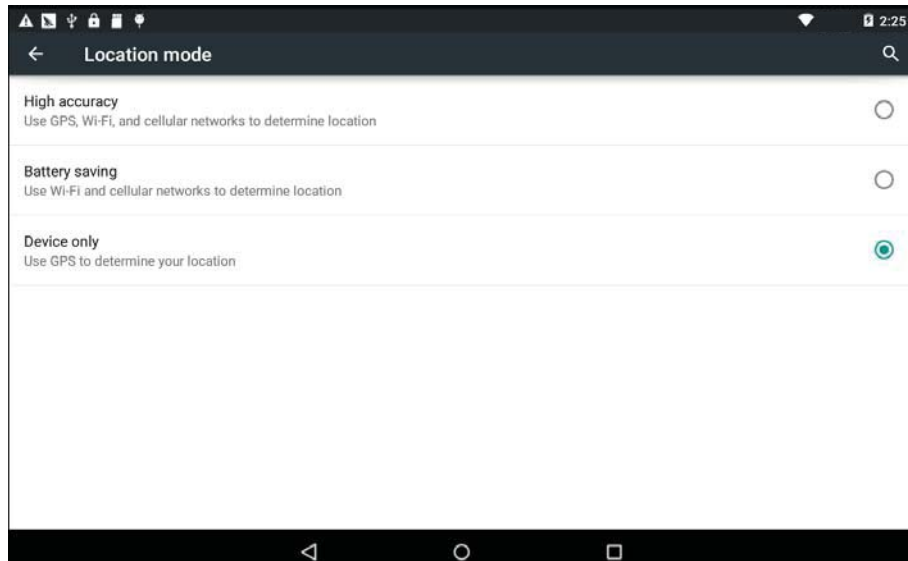 2:25
Location mode
High accuracy
Use GPS, Wi-Fi, and cellular networks to determine location
Battery saving
Use Wi-Fi and cellular networks to determine location
Device only
Use GPS to determine your location